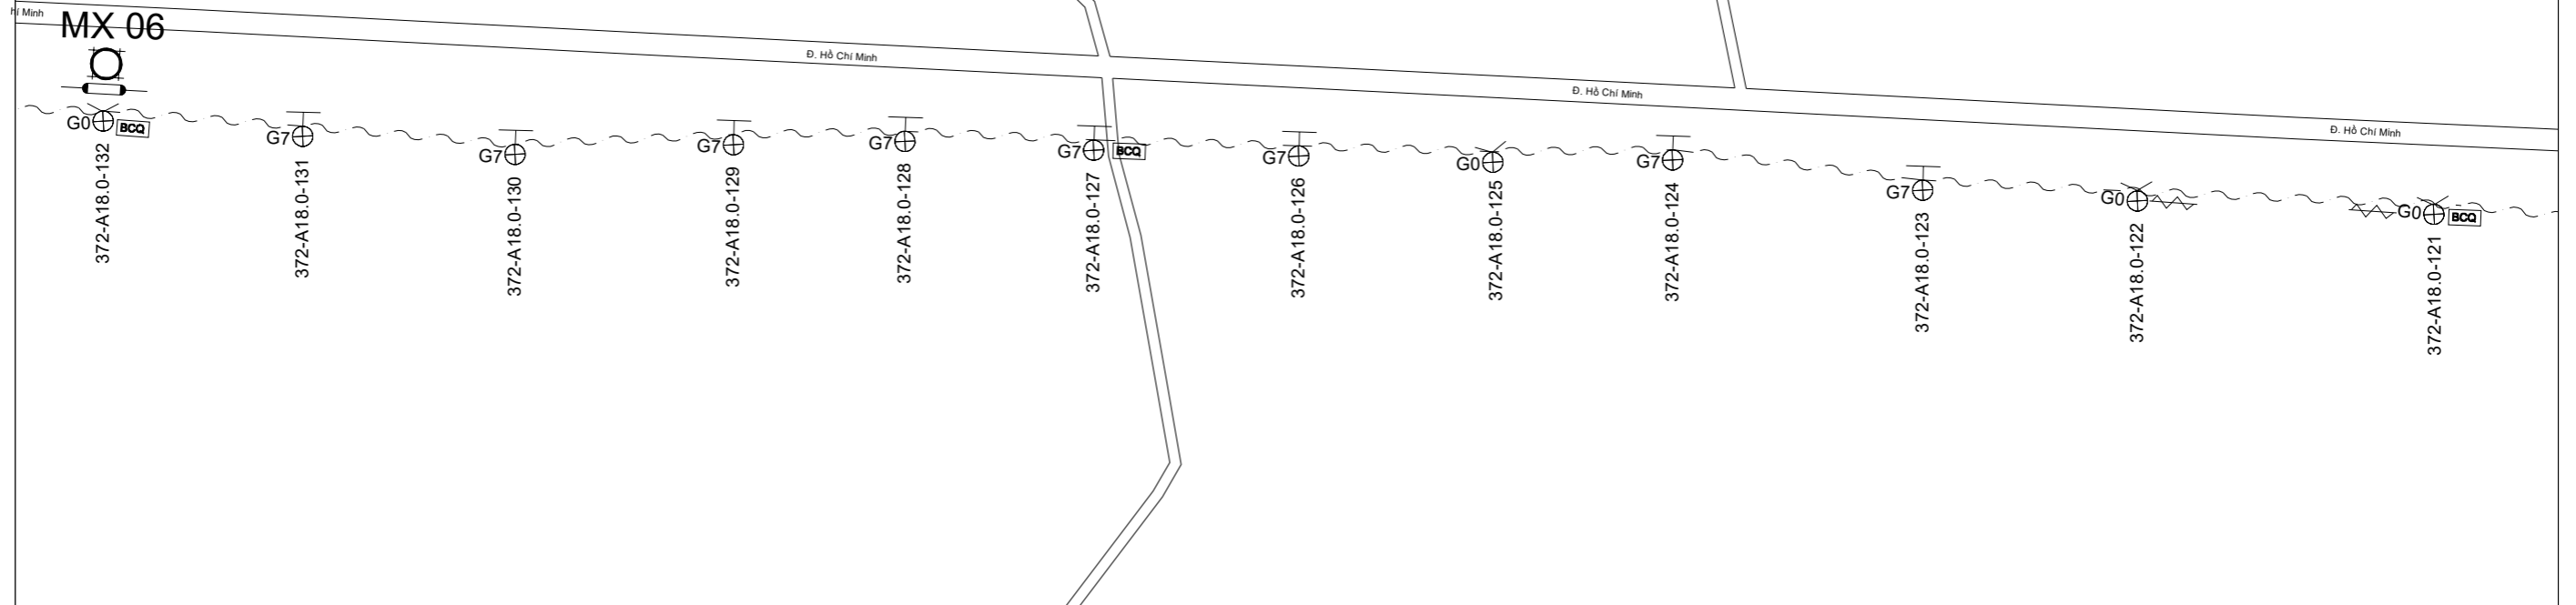 hí Minh
MX 06
Đ. Hồ Chí Minh
Đ. Hồ Chí Minh
Đ. Hồ Chí Minh
G0
BCQ
372-A18.0-132
G7
372-A18.0-131
G7
372-A18.0-130
G7
372-A18.0-129
G7
372-A18.0-128
G7
BCQ
372-A18.0-127
G7
372-A18.0-126
G0
372-A18.0-125
G7
372-A18.0-124
G7
372-A18.0-123
G0
372-A18.0-122
G0
BCQ
372-A18.0-121